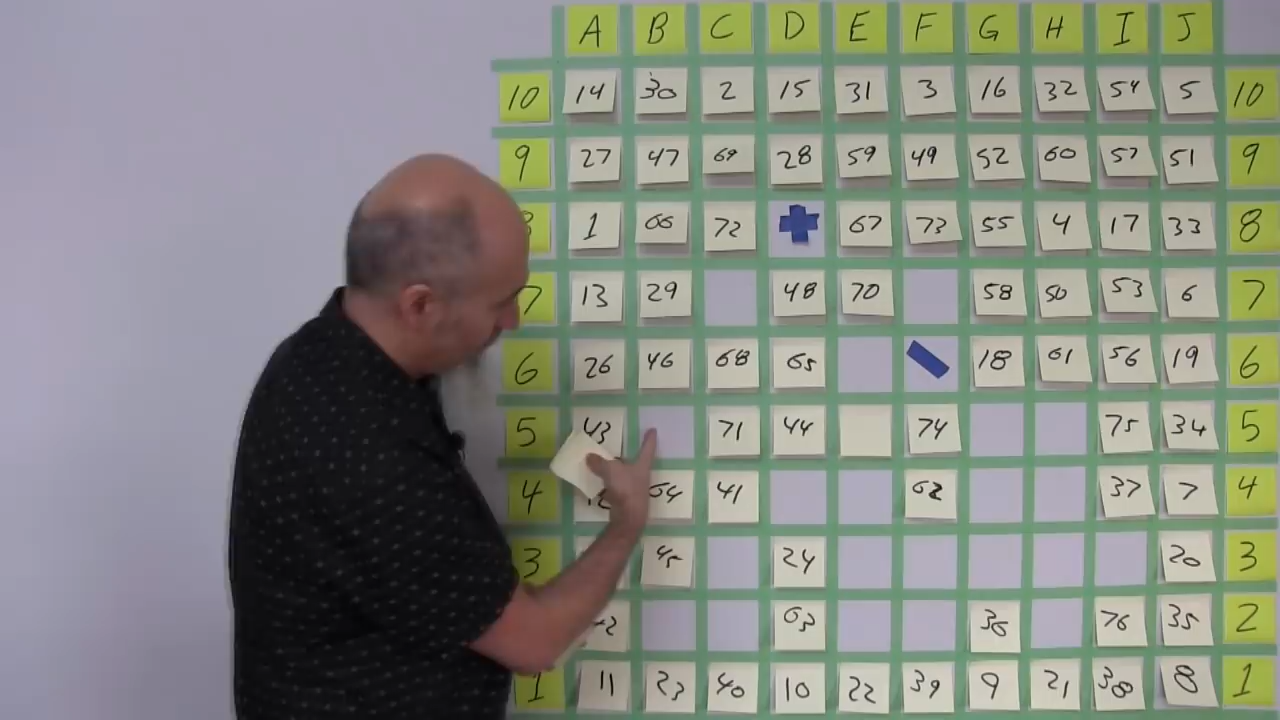 A B C D E F G H I J
10 14 30 2 15 31 3 16 32 54 5 10
9 27 47 69 28 59 49 52 60 57 51 9
8 1 66 72 67 73 55 4 17 33 8
7 13 29 48 70 58 50 53 6 7
6 26 46 68 65 18 61 56 19 6
5 43 71 44 74 75 34 5
4 64 41 62 37 7 4
3 45 24 20 3
63 36 76 35 2
1 11 23 40 10 22 39 9 21 38 8 1